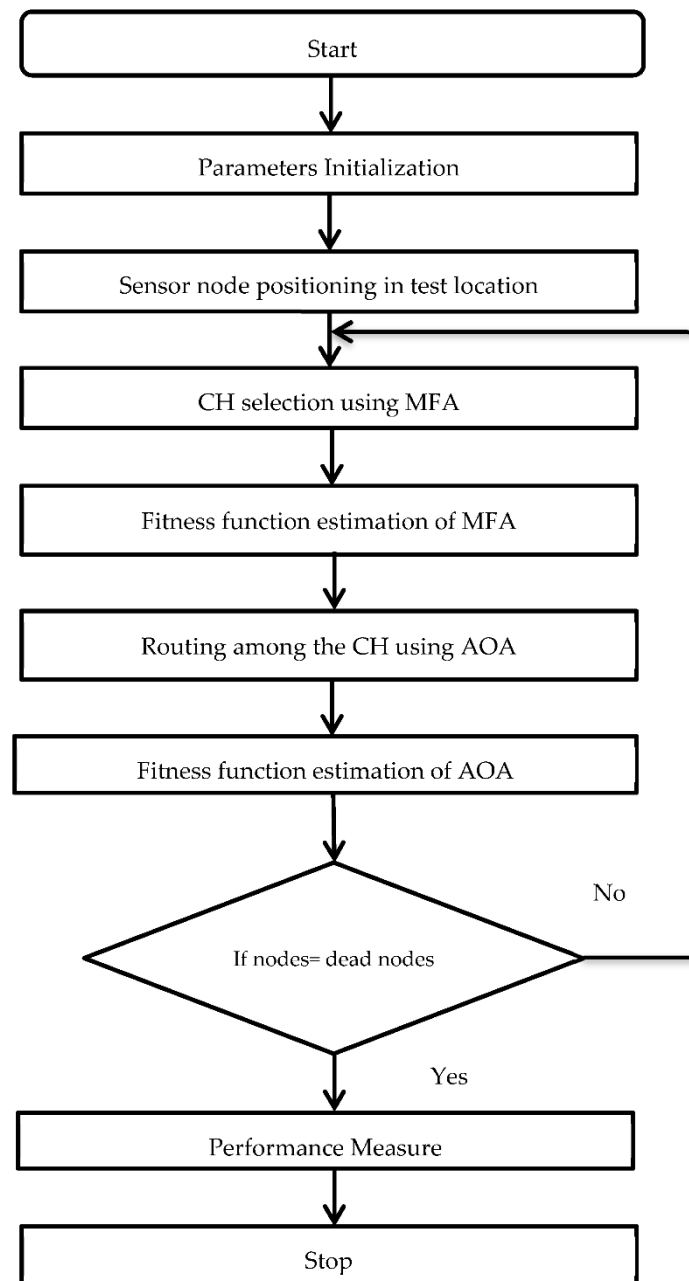 Start
Parameters Initialization
Sensor node positioning in test location
CH selection using MFA
Fitness function estimation of MFA
Routing among the CH using AOA
Fitness function estimation of AOA
No
If nodes= dead nodes
Yes
Performance Measure
Stop